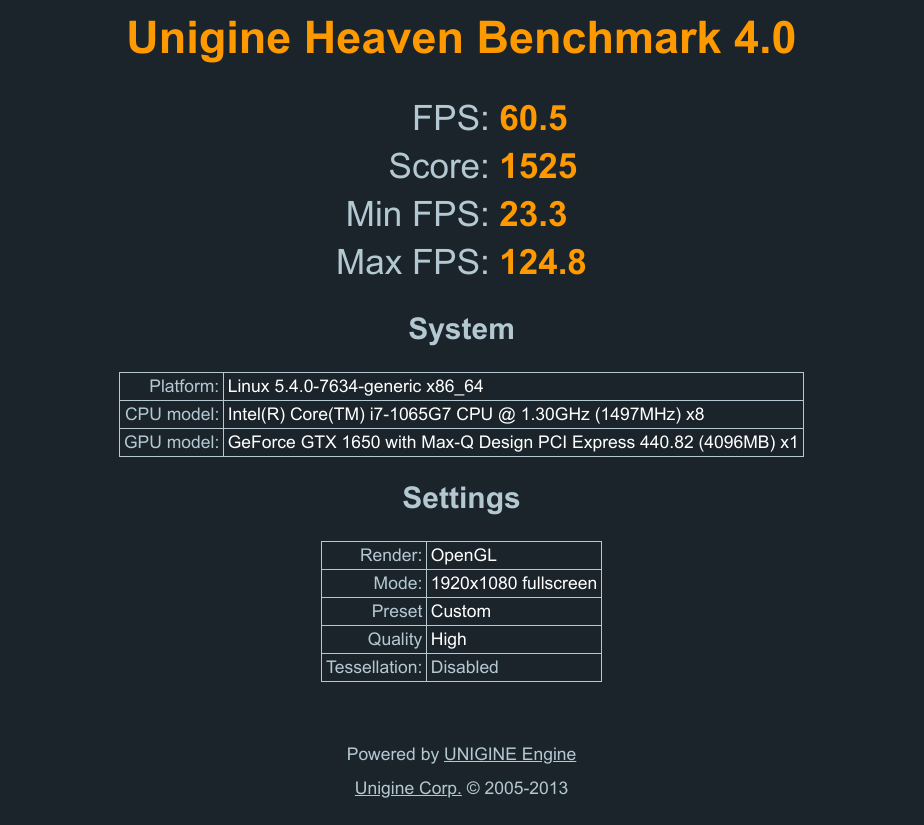 Unigine Heaven Benchmark 4.0
FPS: 60.5
Score: 1525
Min FPS: 23.3
Max FPS: 124.8
System
Platform: Linux 5.4.0-7634-generic x86_64
CPU model: Intel(R) Core(TM) i7-1065G7 CPU @ 1.30GHz (1497MHz) x8
GPU model: GeForce GTX 1650 with Max-Q Design PCI Express 440.82 (4096MB) x1
Settings
Render: OpenGL
Mode: 1920x1080 fullscreen
Preset Custom
Quality High
Tessellation: Disabled
Powered by UNIGINE Engine
Unigine Corp. © 2005-2013